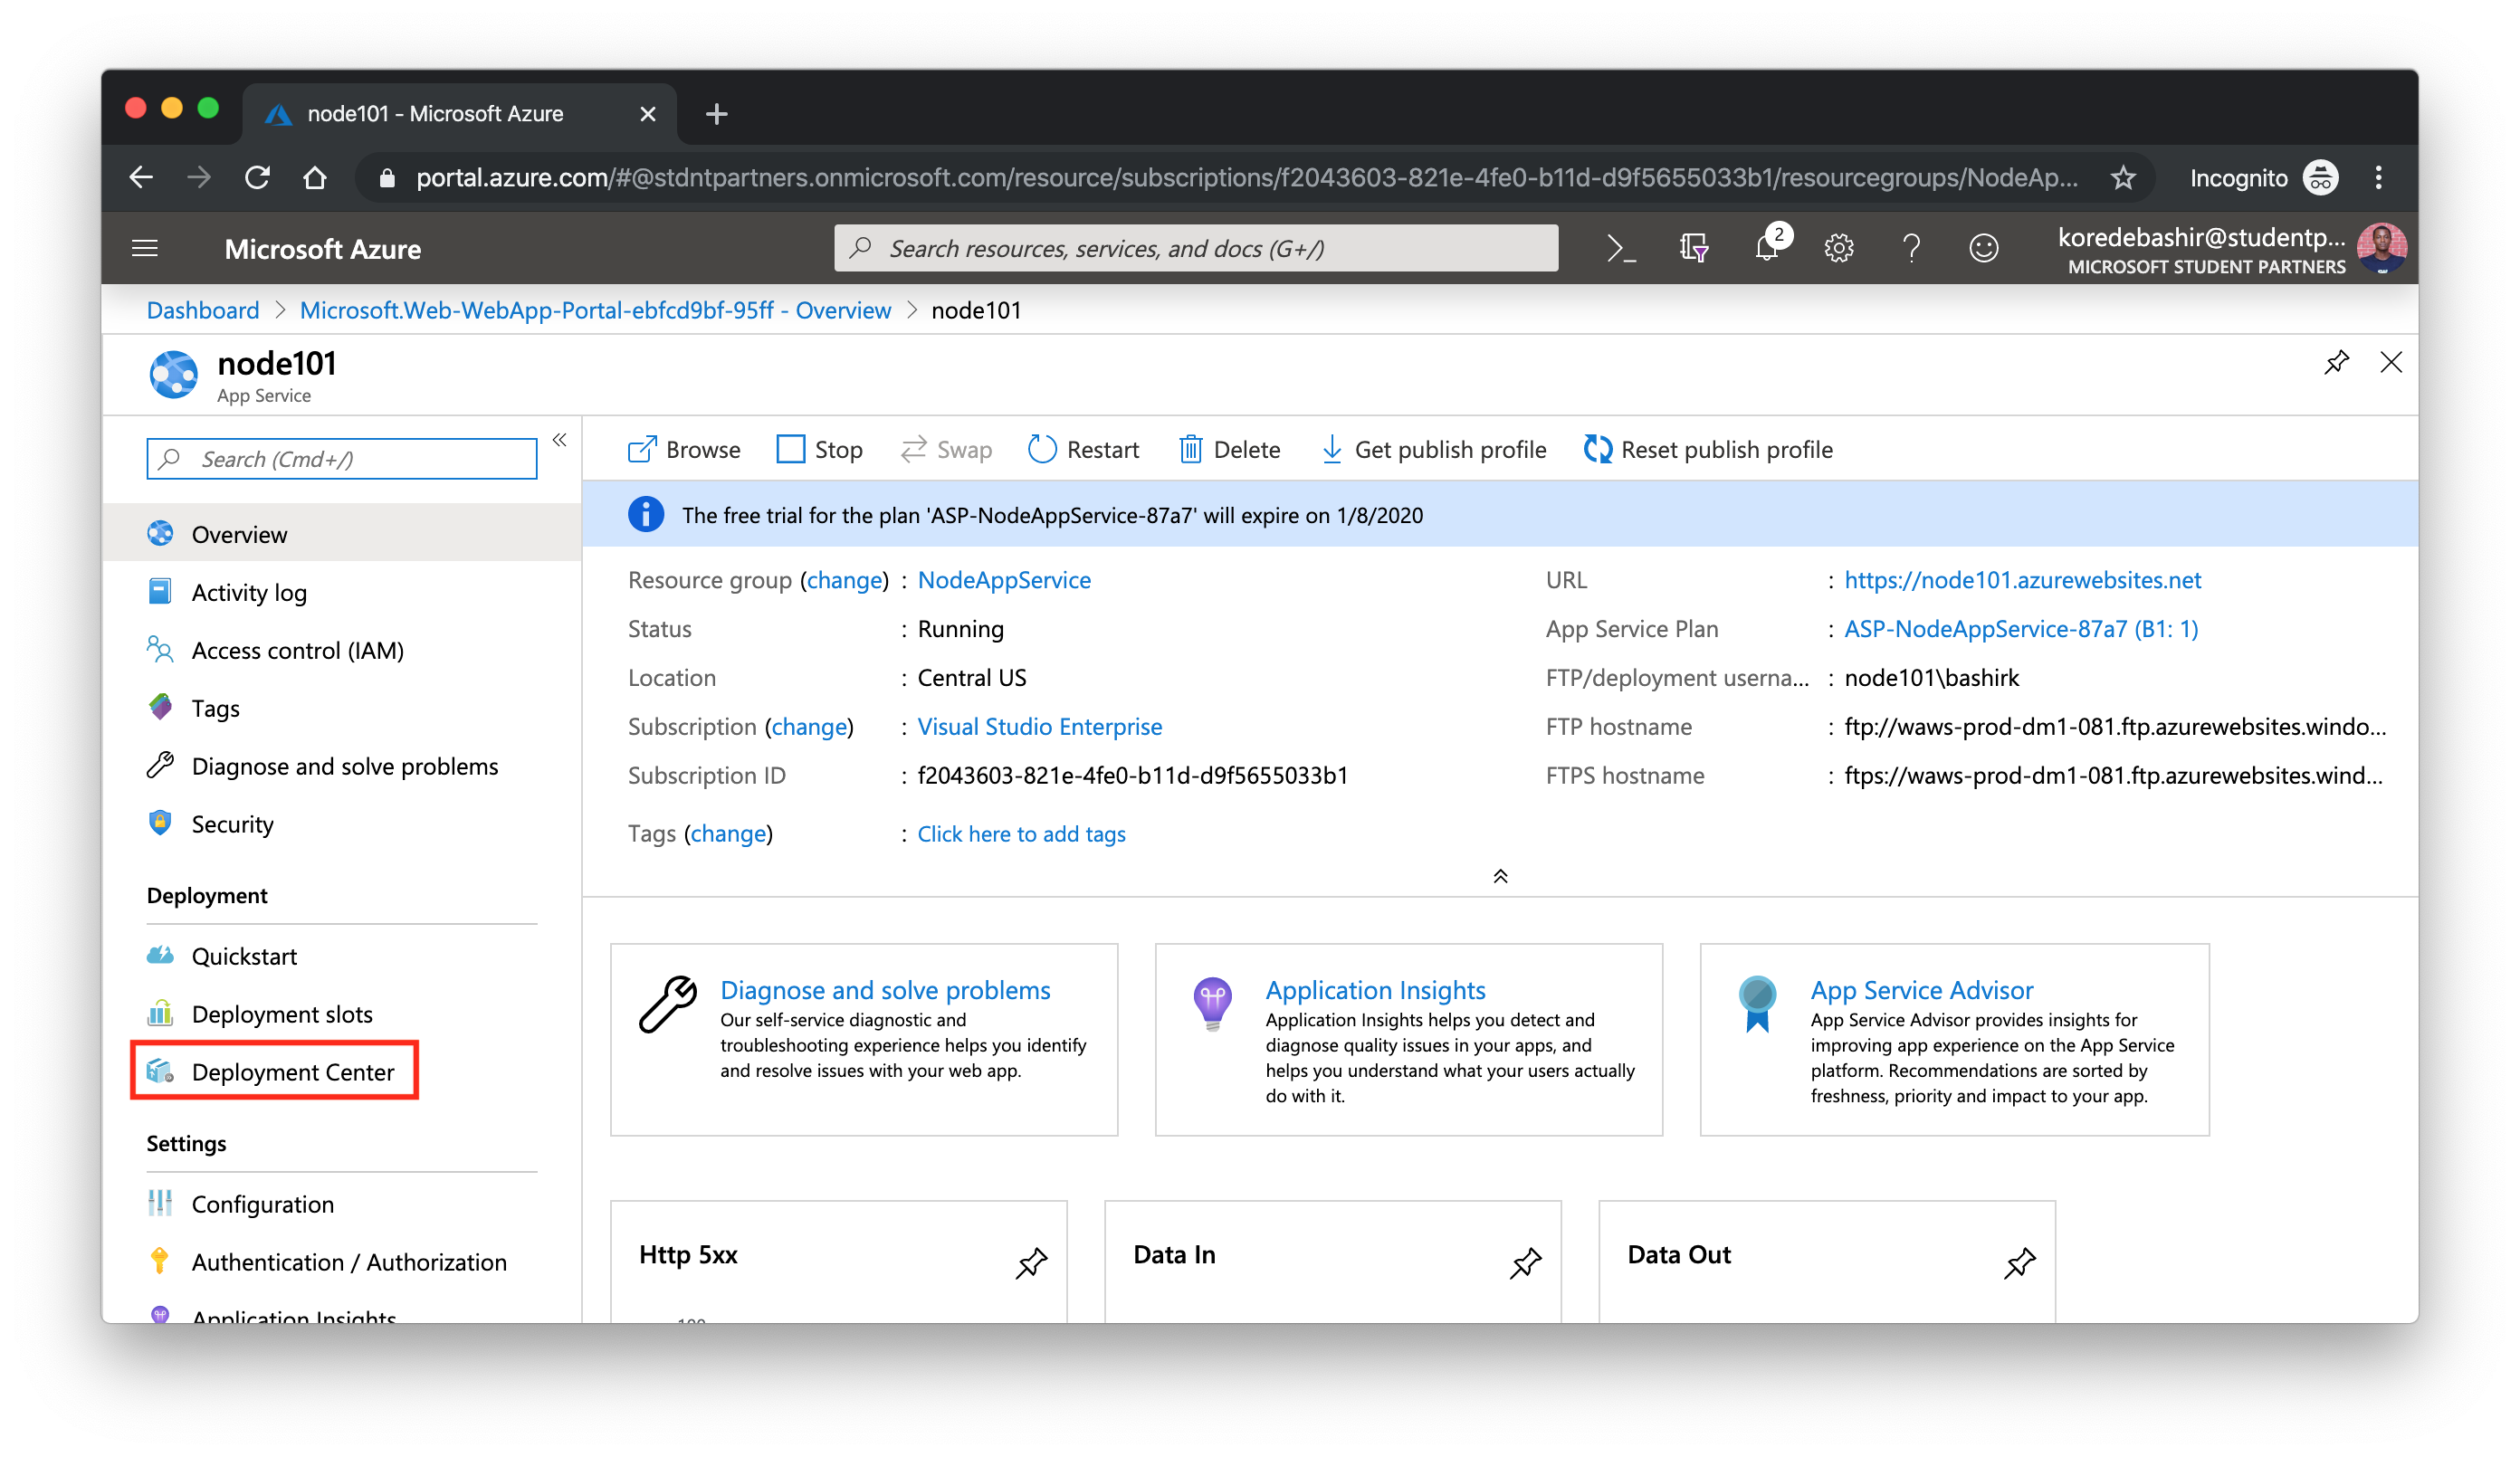 node101 - Microsoft Azure
portal.azure.com/#@stdntpartners.onmicrosoft.com/resource/subscriptions/f2043603-821e-4fe0-b11d-d9f5655033b1/resourcegroups/NodeAp...
Incognito
Microsoft Azure
Search resources, services, and docs (G+/)
2
koredebashir@studentp...
MICROSOFT STUDENT PARTNERS
Dashboard > Microsoft.Web-WebApp-Portal-ebfcd9bf-95ff - Overview > node101
node101
App Service
Search (Cmd+/)
Overview
Activity log
Access control (IAM)
Tags
Diagnose and solve problems
Security
Deployment
Quickstart
Deployment slots
Deployment Center
Settings
Configuration
Authentication / Authorization
Application Insights
Browse Stop Swap Restart Delete Get publish profile Reset publish profile
The free trial for the plan 'ASP-NodeAppService-87a7' will expire on 1/8/2020
Resource group (change) : NodeAppService
Status : Running
Location : Central US
Subscription (change) : Visual Studio Enterprise
Subscription ID : f2043603-821e-4fe0-b11d-d9f5655033b1
Tags (change) : Click here to add tags
URL : https://node101.azurewebsites.net
App Service Plan : ASP-NodeAppService-87a7 (B1: 1)
FTP/deployment userna... : node101\bashirk
FTP hostname : ftp://waws-prod-dm1-081.ftp.azurewebsites.windo...
FTPS hostname : ftps://waws-prod-dm1-081.ftp.azurewebsites.wind...
Diagnose and solve problems
Our self-service diagnostic and
troubleshooting experience helps you identify
and resolve issues with your web app.
Application Insights
Application Insights helps you detect and
diagnose quality issues in your apps, and
helps you understand what your users actually
do with it.
App Service Advisor
App Service Advisor provides insights for
improving app experience on the App Service
platform. Recommendations are sorted by
freshness, priority and impact to your app.
Http 5xx
100
Data In
Data Out